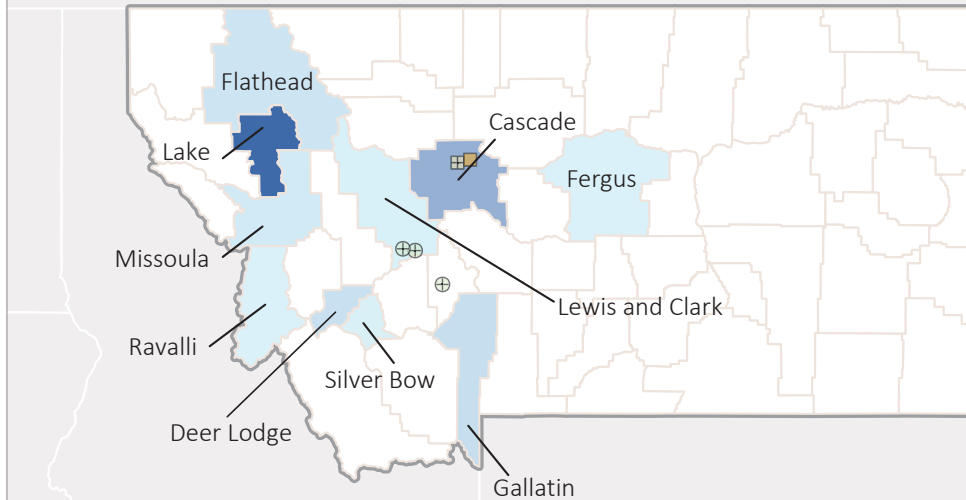 Flathead
Cascade
Lake
Fergus
Missoula
Lewis and Clark
Ravalli
Silver Bow
Deer Lodge
Gallatin